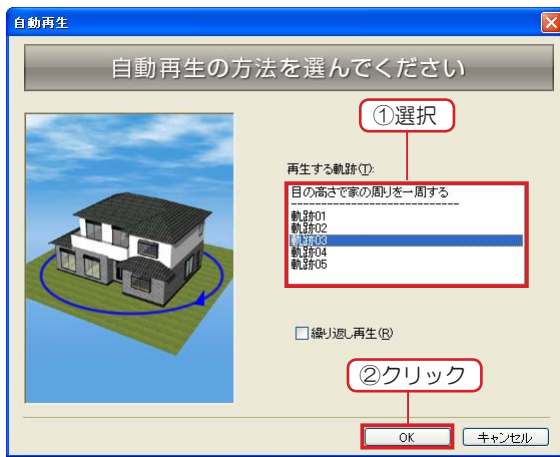 自動再生
自動再生の方法を選んでください
①選択
再生する軌跡(T):
目の高さで家の周りを一周する
----------------------------
軌跡01
軌跡02
軌跡03
軌跡04
軌跡05
繰り返し再生(R)
②クリック
OK
キャンセル